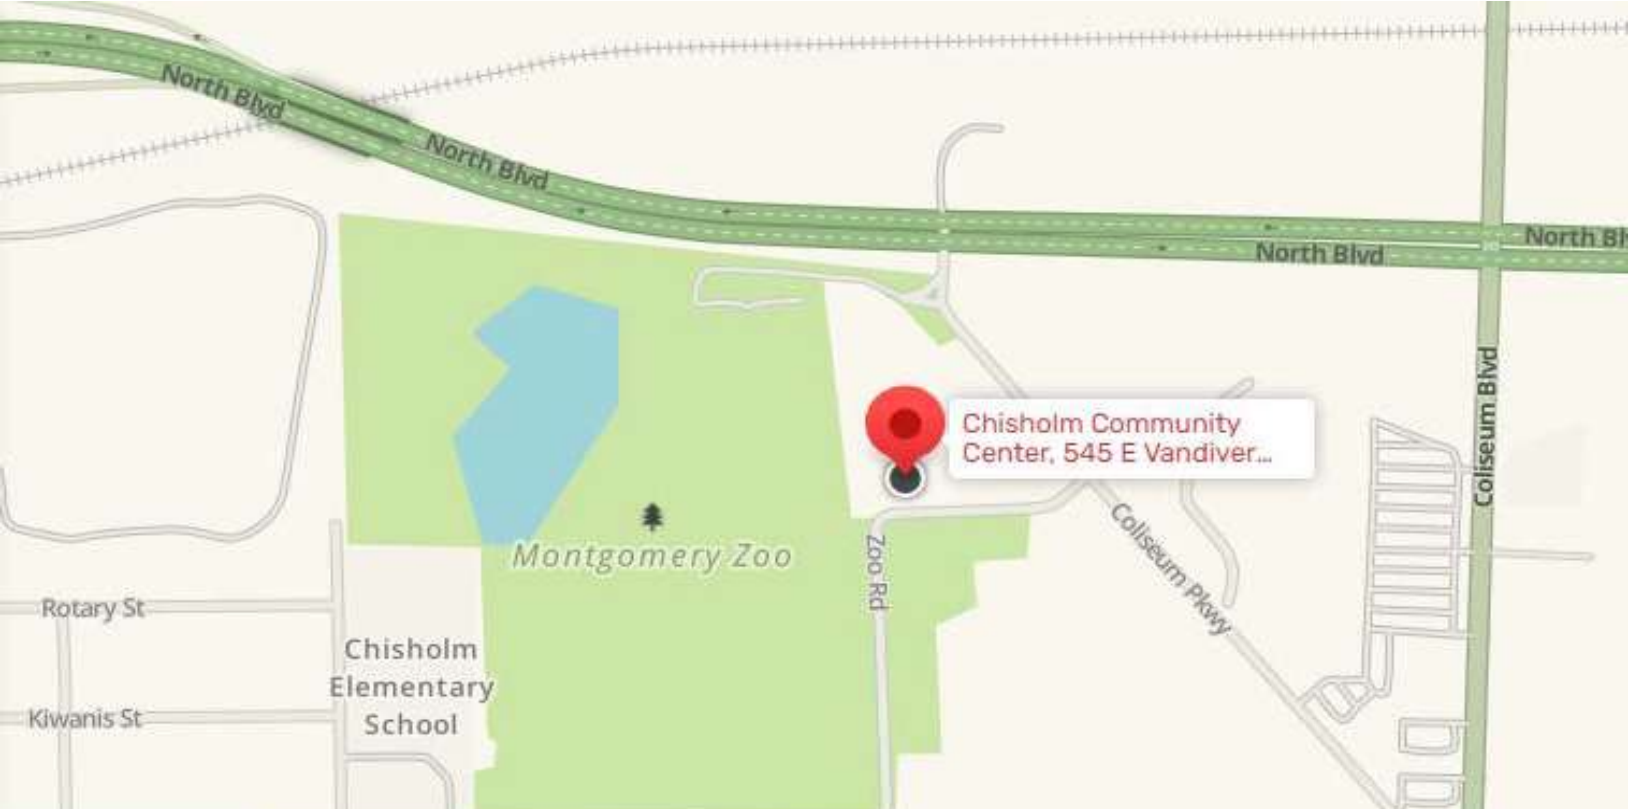 North Blvd
North Blvd
North Bl
North Blvd
Coliseum Blvd
Chisholm Community
Center, 545 E Vandiver...
Coliseum Pkwy
Montgomery Zoo
Zoo Rd
Rotary St
Chisholm
Elementary
School
Kiwanis St